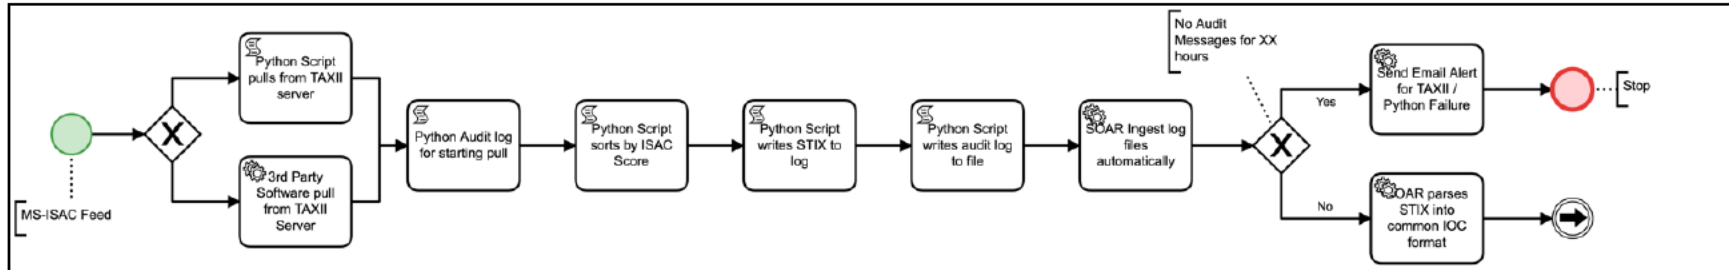 MS-ISAC Feed
Python Script
pulls from TAXII
server
3rd Party
Software pull
from TAXII
Server
Python Audit log
for starting pull
Python Script
sorts by ISAC
Score
Python Script
writes STIX to
log
Python Script
writes audit log
to file
SOAR Ingest log
files
automatically
No Audit
Messages for XX
hours
Yes
No
Send Email Alert
for TAXII /
Python Failure
Stop
SOAR parses
STIX into
common IOC
format